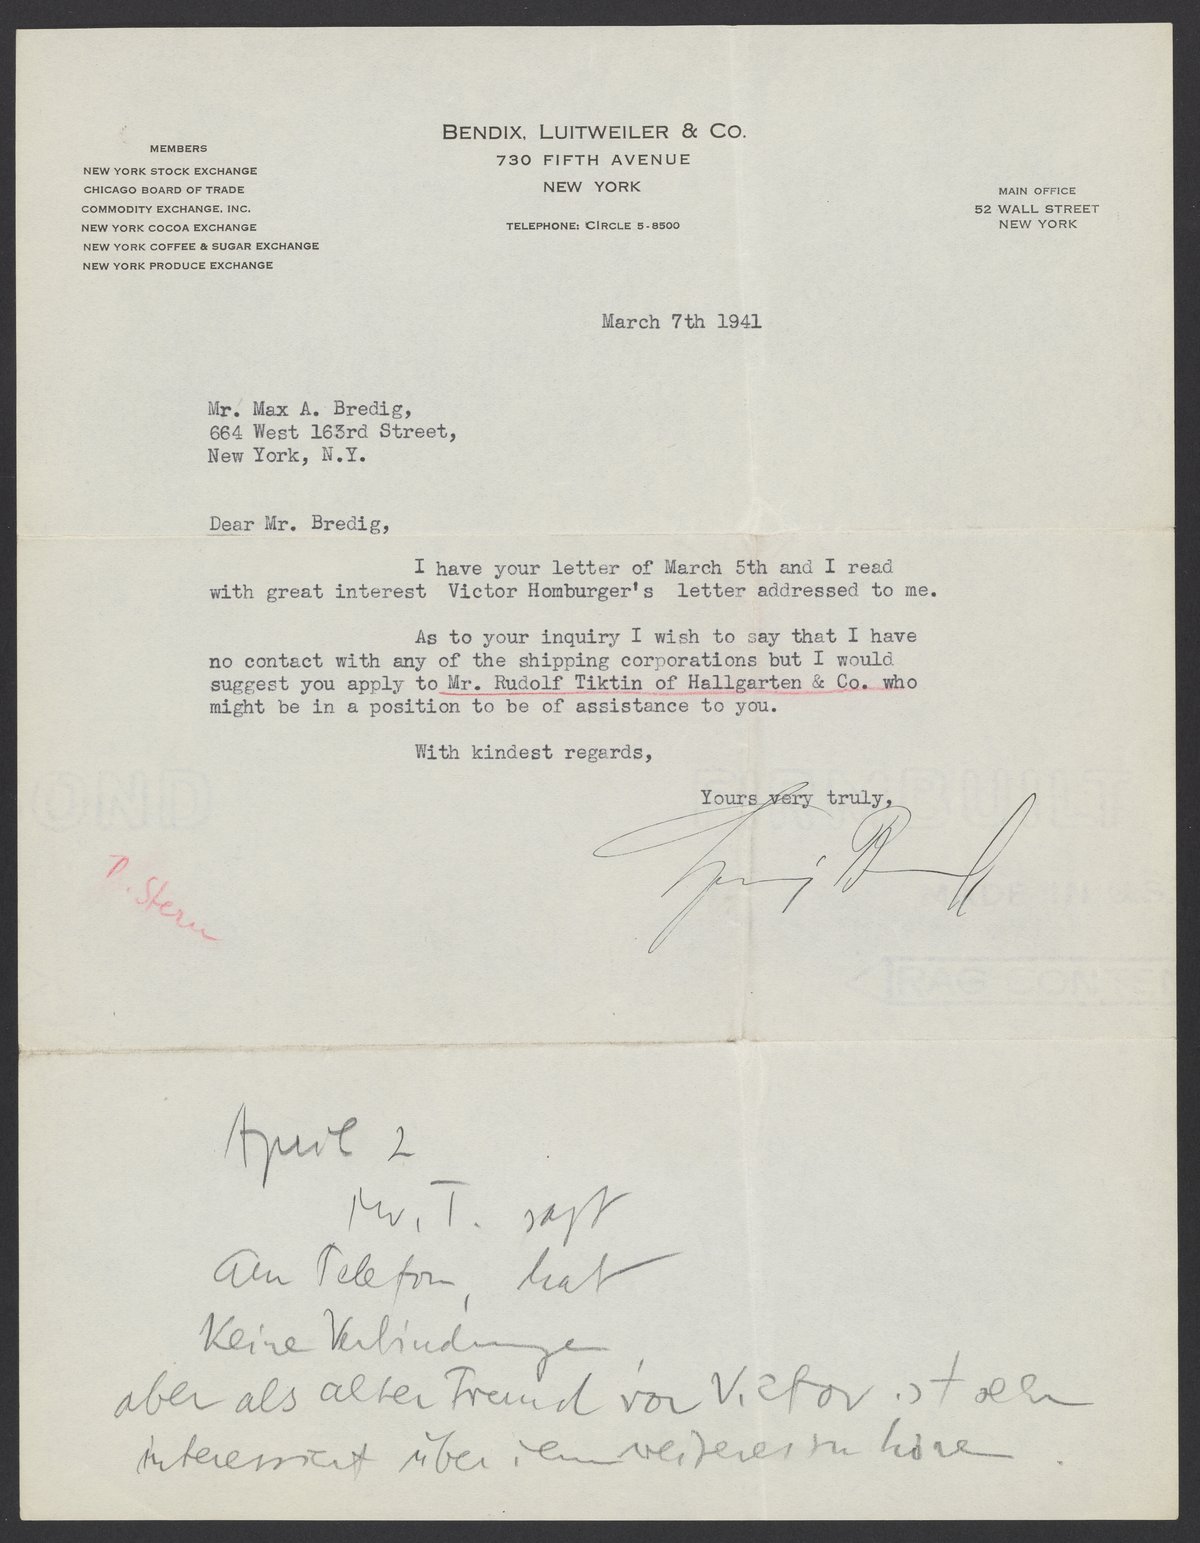 BENDIX, LUITWEILER & CO.
730 FIFTH AVENUE
NEW YORK
TELEPHONE: CIRCLE 5-8500
MEMBERS
NEW YORK STOCK EXCHANGE
CHICAGO BOARD OF TRADE
COMMODITY EXCHANGE, INC.
NEW YORK COCOA EXCHANGE
NEW YORK COFFEE & SUGAR EXCHANGE
NEW YORK PRODUCE EXCHANGE
MAIN OFFICE
52 WALL STREET
NEW YORK
March 7th 1941
Mr. Max A. Bredig,
664 West 163rd Street,
New York, N.Y.
Dear Mr. Bredig,
I have your letter of March 5th and I read
with great interest Victor Homburger's letter addressed to me.
As to your inquiry I wish to say that I have
no contact with any of the shipping corporations but I would
suggest you apply to Mr. Rudolf Tiktin of Hallgarten & Co. who
might be in a position to be of assistance to you.
With kindest regards,
Yours very truly,
Stern
April 2
Mr. T. sagt
am Telefon, hat
Keine Verbindungen,
aber als alter Freund von Victor ist sehr
interessiert über ihn weiteres zu hören.